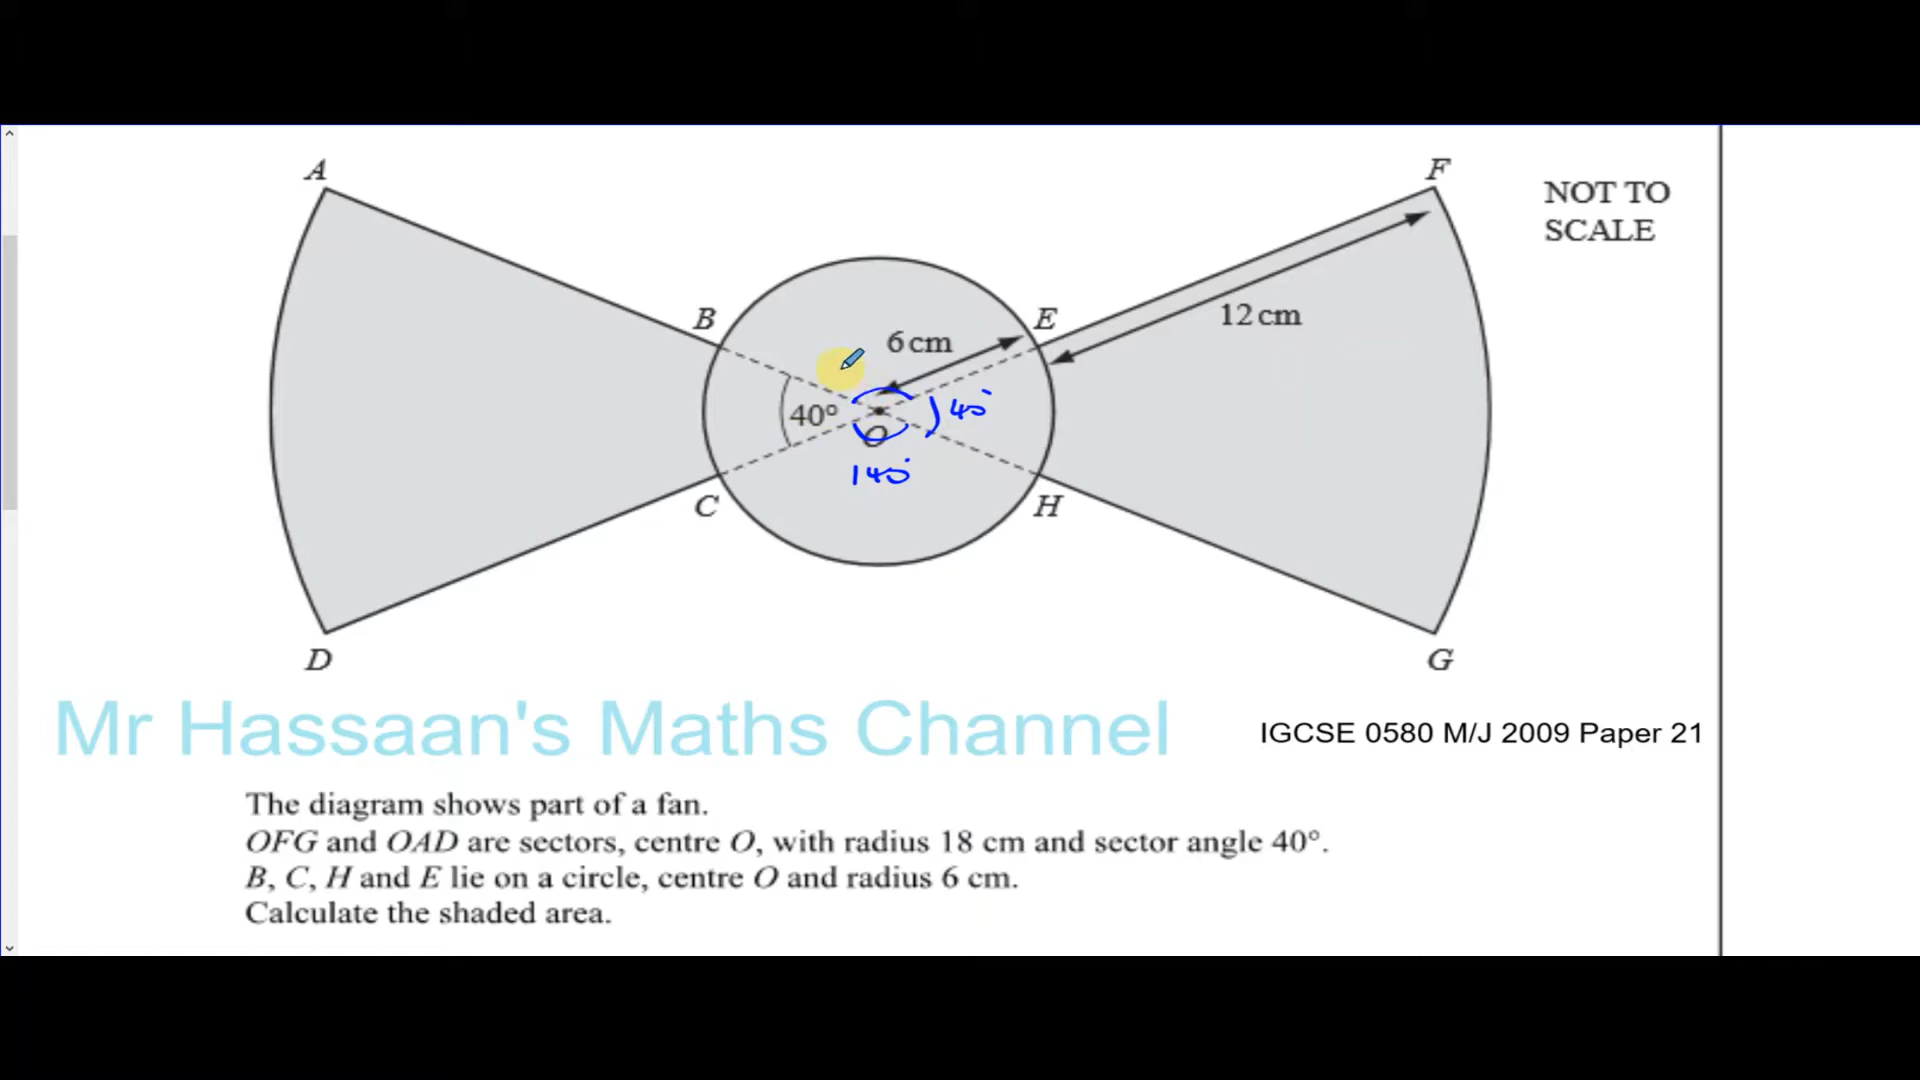 A
F
NOT TO
SCALE
B
E
6 cm
12 cm
40°
40°
O
140°
C
H
D
G
Mr Hassaan's Maths Channel
IGCSE 0580 M/J 2009 Paper 21
The diagram shows part of a fan.
OFG and OAD are sectors, centre O, with radius 18 cm and sector angle 40°.
B, C, H and E lie on a circle, centre O and radius 6 cm.
Calculate the shaded area.